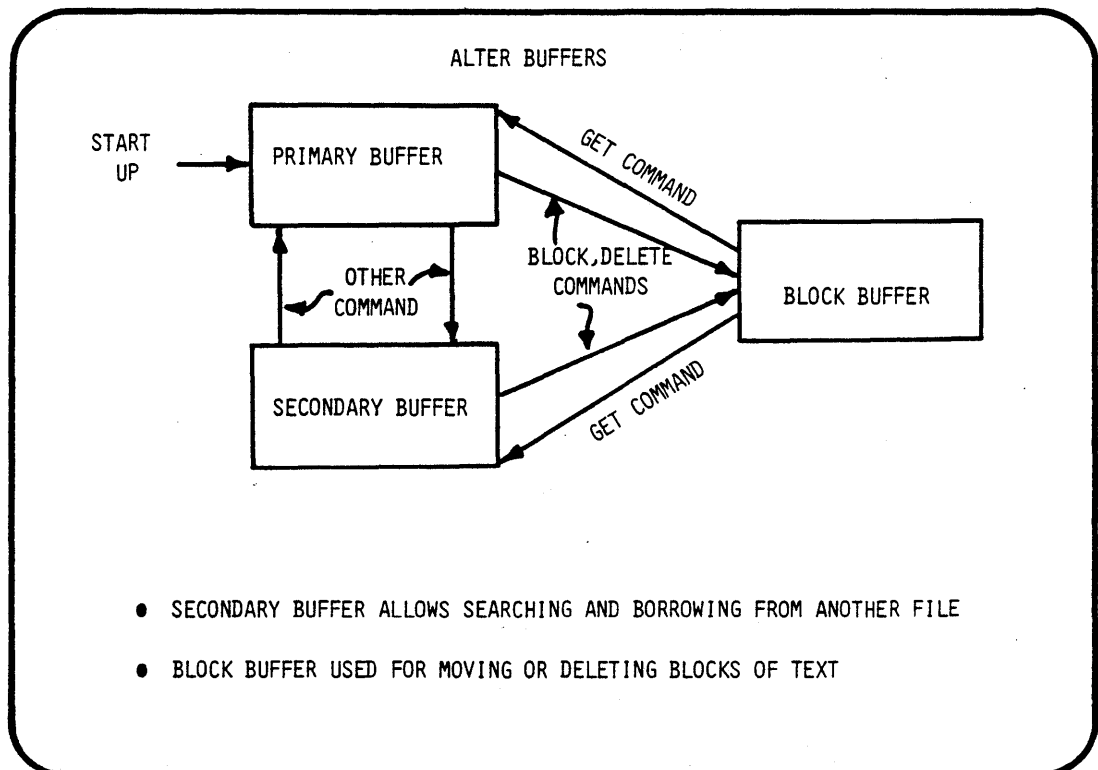 ALTER BUFFERS
START
UP
PRIMARY BUFFER
GET COMMAND
OTHER
COMMAND
BLOCK,DELETE
COMMANDS
BLOCK BUFFER
SECONDARY BUFFER
GET COMMAND
● SECONDARY BUFFER ALLOWS SEARCHING AND BORROWING FROM ANOTHER FILE
● BLOCK BUFFER USED FOR MOVING OR DELETING BLOCKS OF TEXT